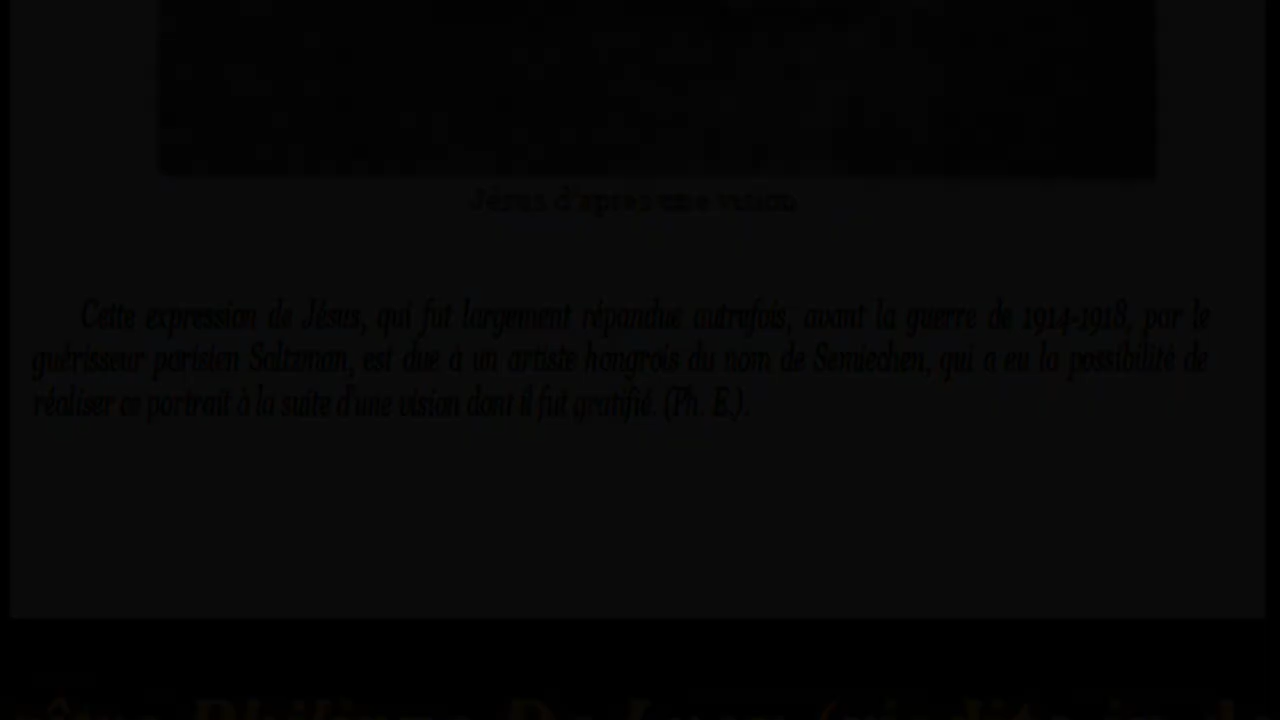 Jésus d'après une vision
Cette expression de Jésus, qui fut largement répandue autrefois, avant la guerre de 1914-1918, par le
guérisseur parisien Saltzman, est due à un artiste hongrois du nom de Semiechen, qui a eu la possibilité de
réaliser ce portrait à la suite d'une vision dont il fut gratifié. (Ph. E.).